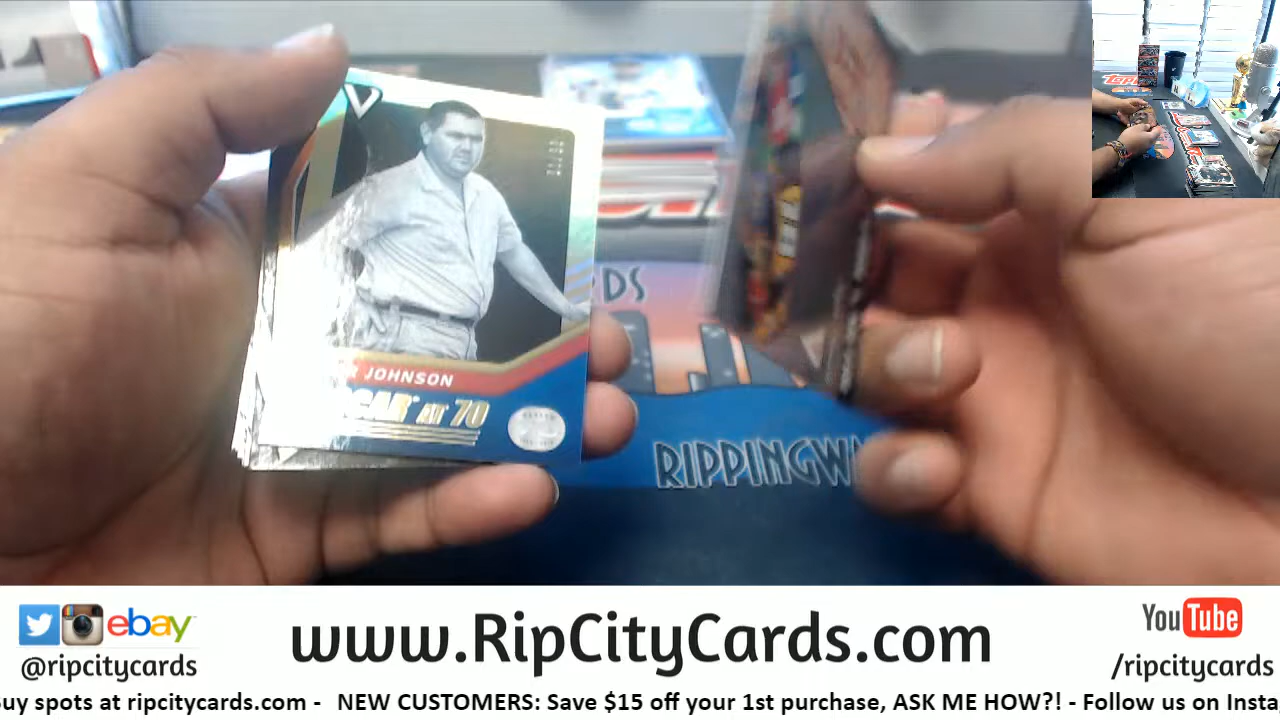 JOHNSON
AT 70
DS
RIPPINGW
ebay
@ripcitycards
www.RipCityCards.com
YouTube
/ripcitycards
uy spots at ripcitycards.com - NEW CUSTOMERS: Save $15 off your 1st purchase, ASK ME HOW?! - Follow us on Insta